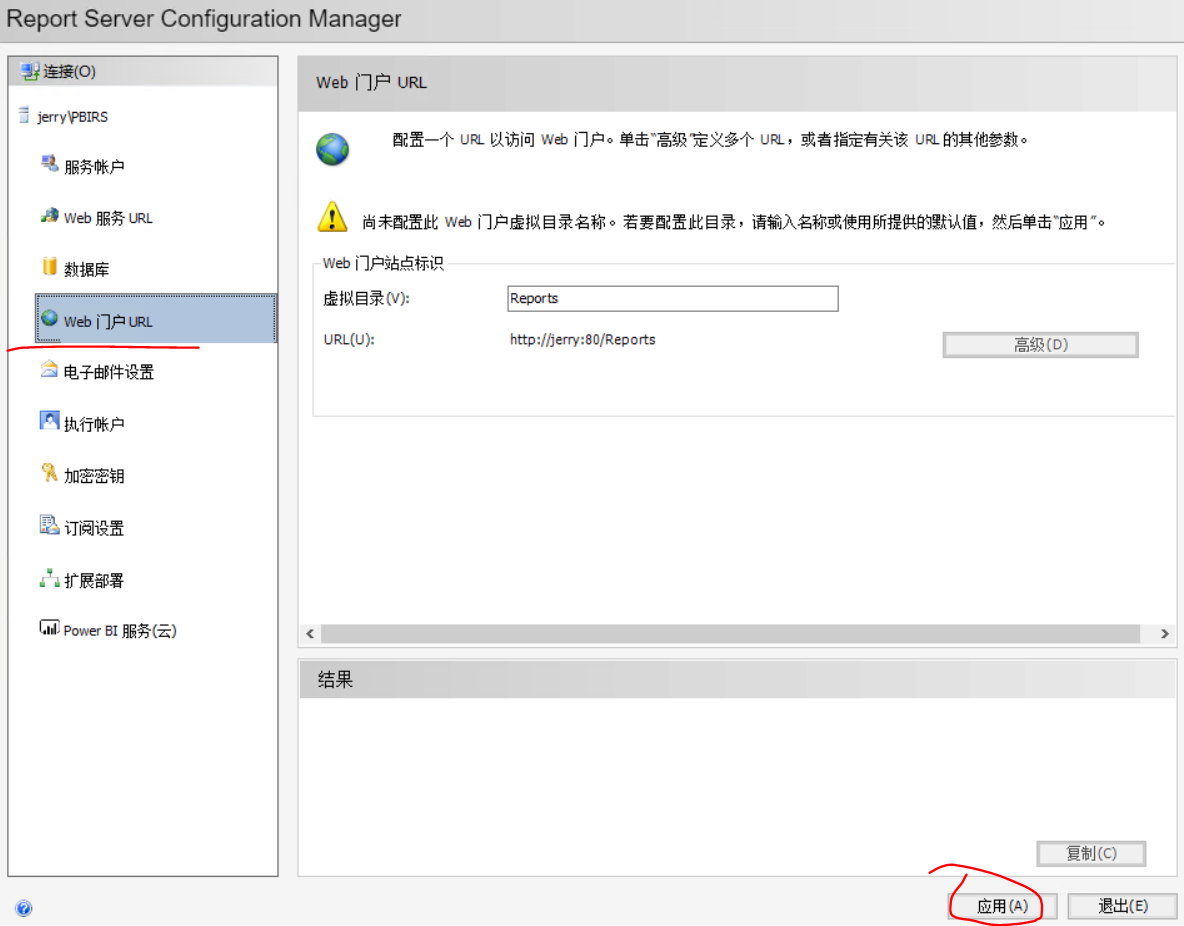 Report Server Configuration Manager
连接(O)
jerry\PBIRS
服务帐户
Web 服务 URL
数据库
Web 门户 URL
电子邮件设置
执行帐户
加密密钥
订阅设置
扩展部署
Power BI 服务(云)
Web 门户 URL
配置一个 URL 以访问 Web 门户。单击“高级”定义多个 URL，或者指定有关该 URL 的其他参数。
尚未配置此 Web 门户虚拟目录名称。若要配置此目录，请输入名称或使用所提供的默认值，然后单击“应用”。
Web 门户站点标识
虚拟目录(V):
Reports
URL(U):
http://jerry:80/Reports
高级(D)
结果
复制(C)
应用(A)
退出(E)